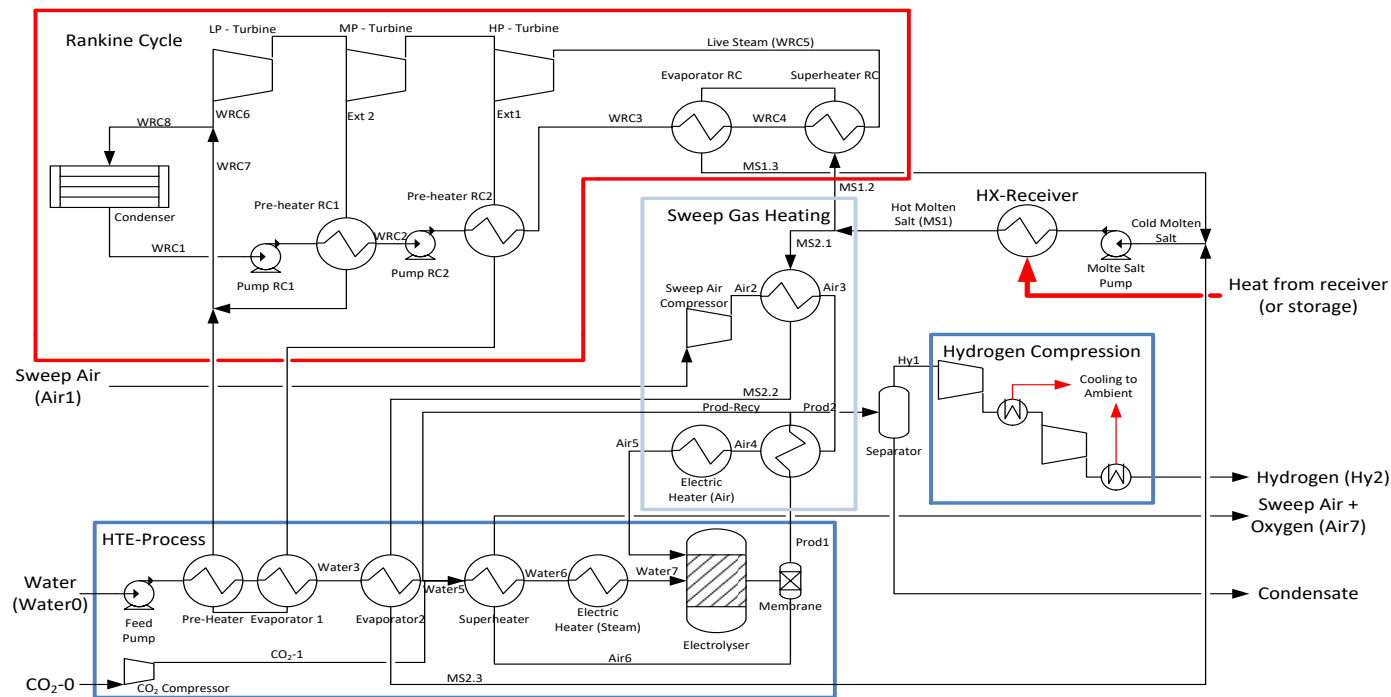 LP - Turbine
MP - Turbine
HP - Turbine
Rankine Cycle
Live Steam (WRC5)
Evaporator RC
Superheater RC
WRC8
WRC6
Ext 2
Ext1
WRC3
WRC4
WRC7
MS1.3
MS1.2
Condenser
Pre-heater RC1
Pre-heater RC2
WRC1
WRC2
Pump RC1
Pump RC2
Sweep Gas Heating
Hot Molten
Salt (MS1)
HX-Receiver
Cold Molten
Salt
Molte Salt
Pump
MS2.1
Heat from receiver
(or storage)
Sweep Air
Compressor
Air2
Air3
Sweep Air
(Air1)
MS2.2
Prod-Recy
Prod2
Hy1
Hydrogen Compression
Cooling to
Ambient
Air5
Air4
Electric
Heater (Air)
Separator
Hydrogen (Hy2)
Sweep Air +
Oxygen (Air7)
HTE-Process
Prod1
Water
(Water0)
Water3
Water5
Water6
Water7
Feed
Pump
Pre-Heater
Evaporator 1
Evaporator2
Superheater
Electric
Heater (Steam)
Electrolyser
Membrane
Condensate
CO₂-1
Air6
CO₂-0
CO₂ Compressor
MS2.3